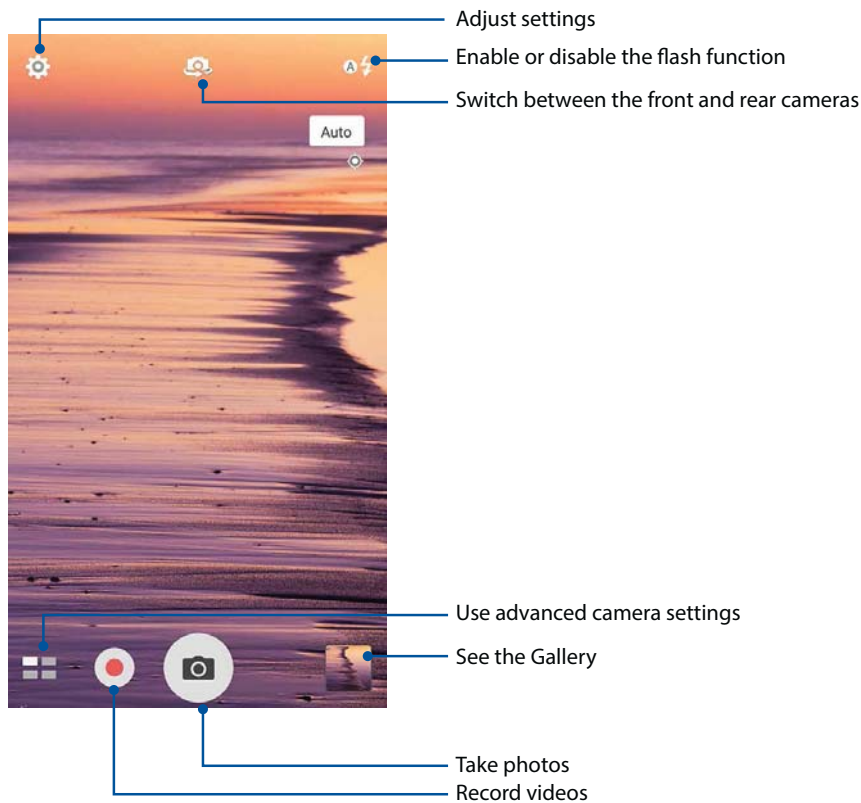 Adjust settings
Enable or disable the flash function
Switch between the front and rear cameras
A
Auto
Use advanced camera settings
See the Gallery
Take photos
Record videos